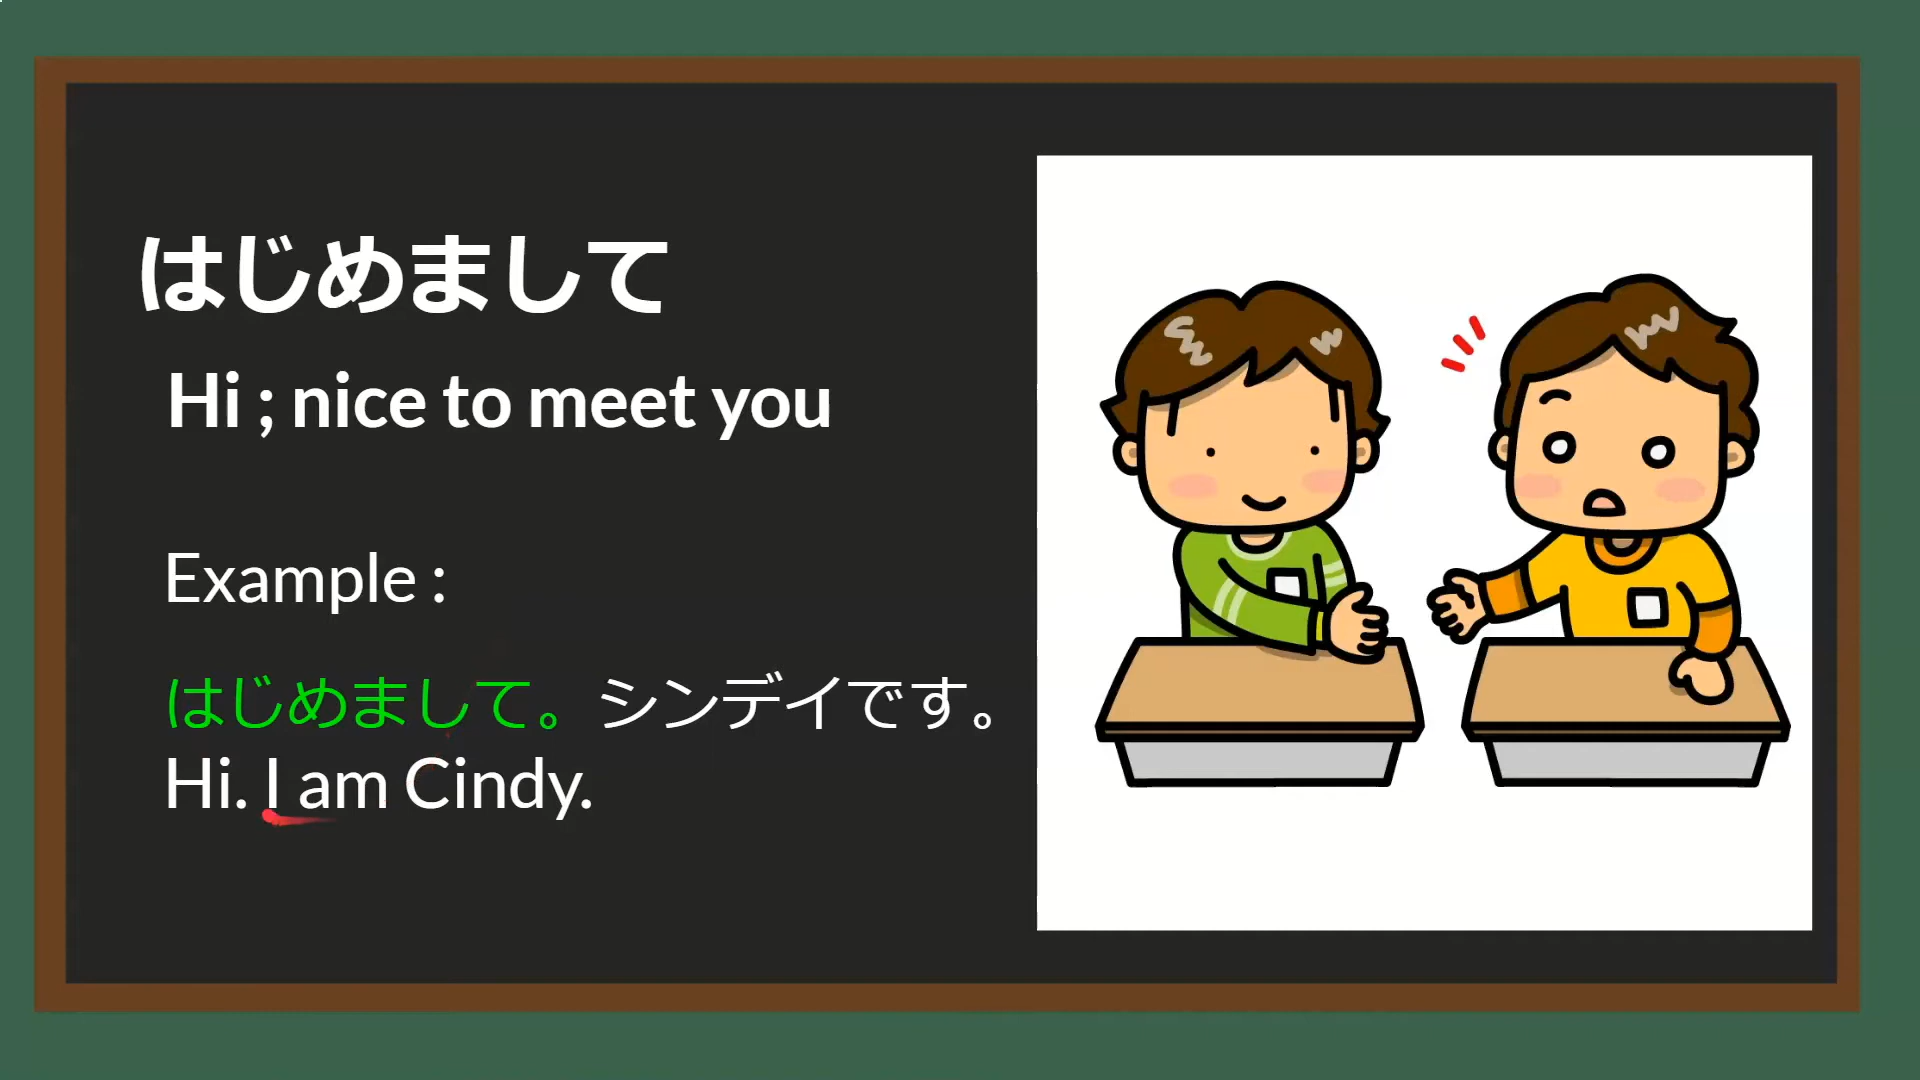 はじめまして
Hi ; nice to meet you
Example :
はじめまして。シンデイです。
Hi. I am Cindy.